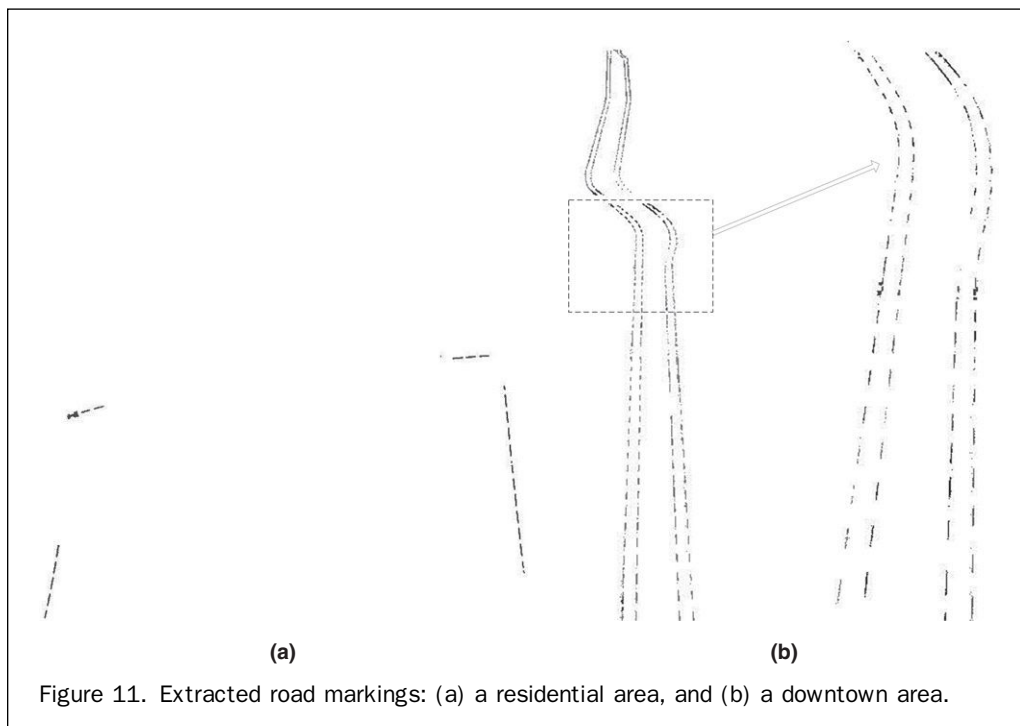 (a)
(b)
Figure 11. Extracted road markings: (a) a residential area, and (b) a downtown area.